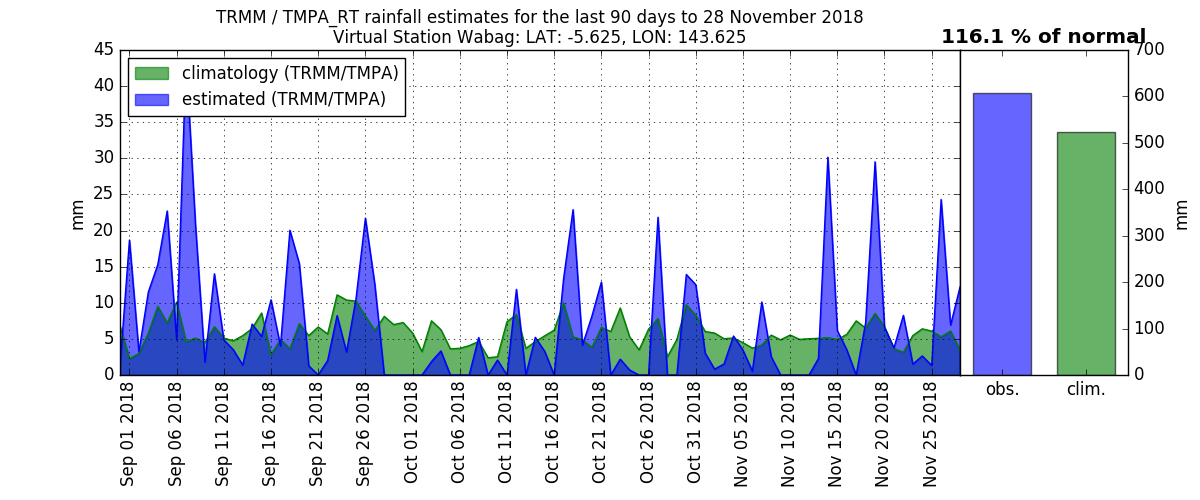 TRMM / TMPA_RT rainfall estimates for the last 90 days to 28 November 2018
Virtual Station Wabag: LAT: -5.625, LON: 143.625
116.1 % of normal
climatology (TRMM/TMPA)
estimated (TRMM/TMPA)
45
40
35
30
25
20
15
10
5
0
mm
Sep 01 2018
Sep 06 2018
Sep 11 2018
Sep 16 2018
Sep 21 2018
Sep 26 2018
Oct 01 2018
Oct 06 2018
Oct 11 2018
Oct 16 2018
Oct 21 2018
Oct 26 2018
Oct 31 2018
Nov 05 2018
Nov 10 2018
Nov 15 2018
Nov 20 2018
Nov 25 2018
700
600
500
400
300
200
100
0
mm
obs.
clim.